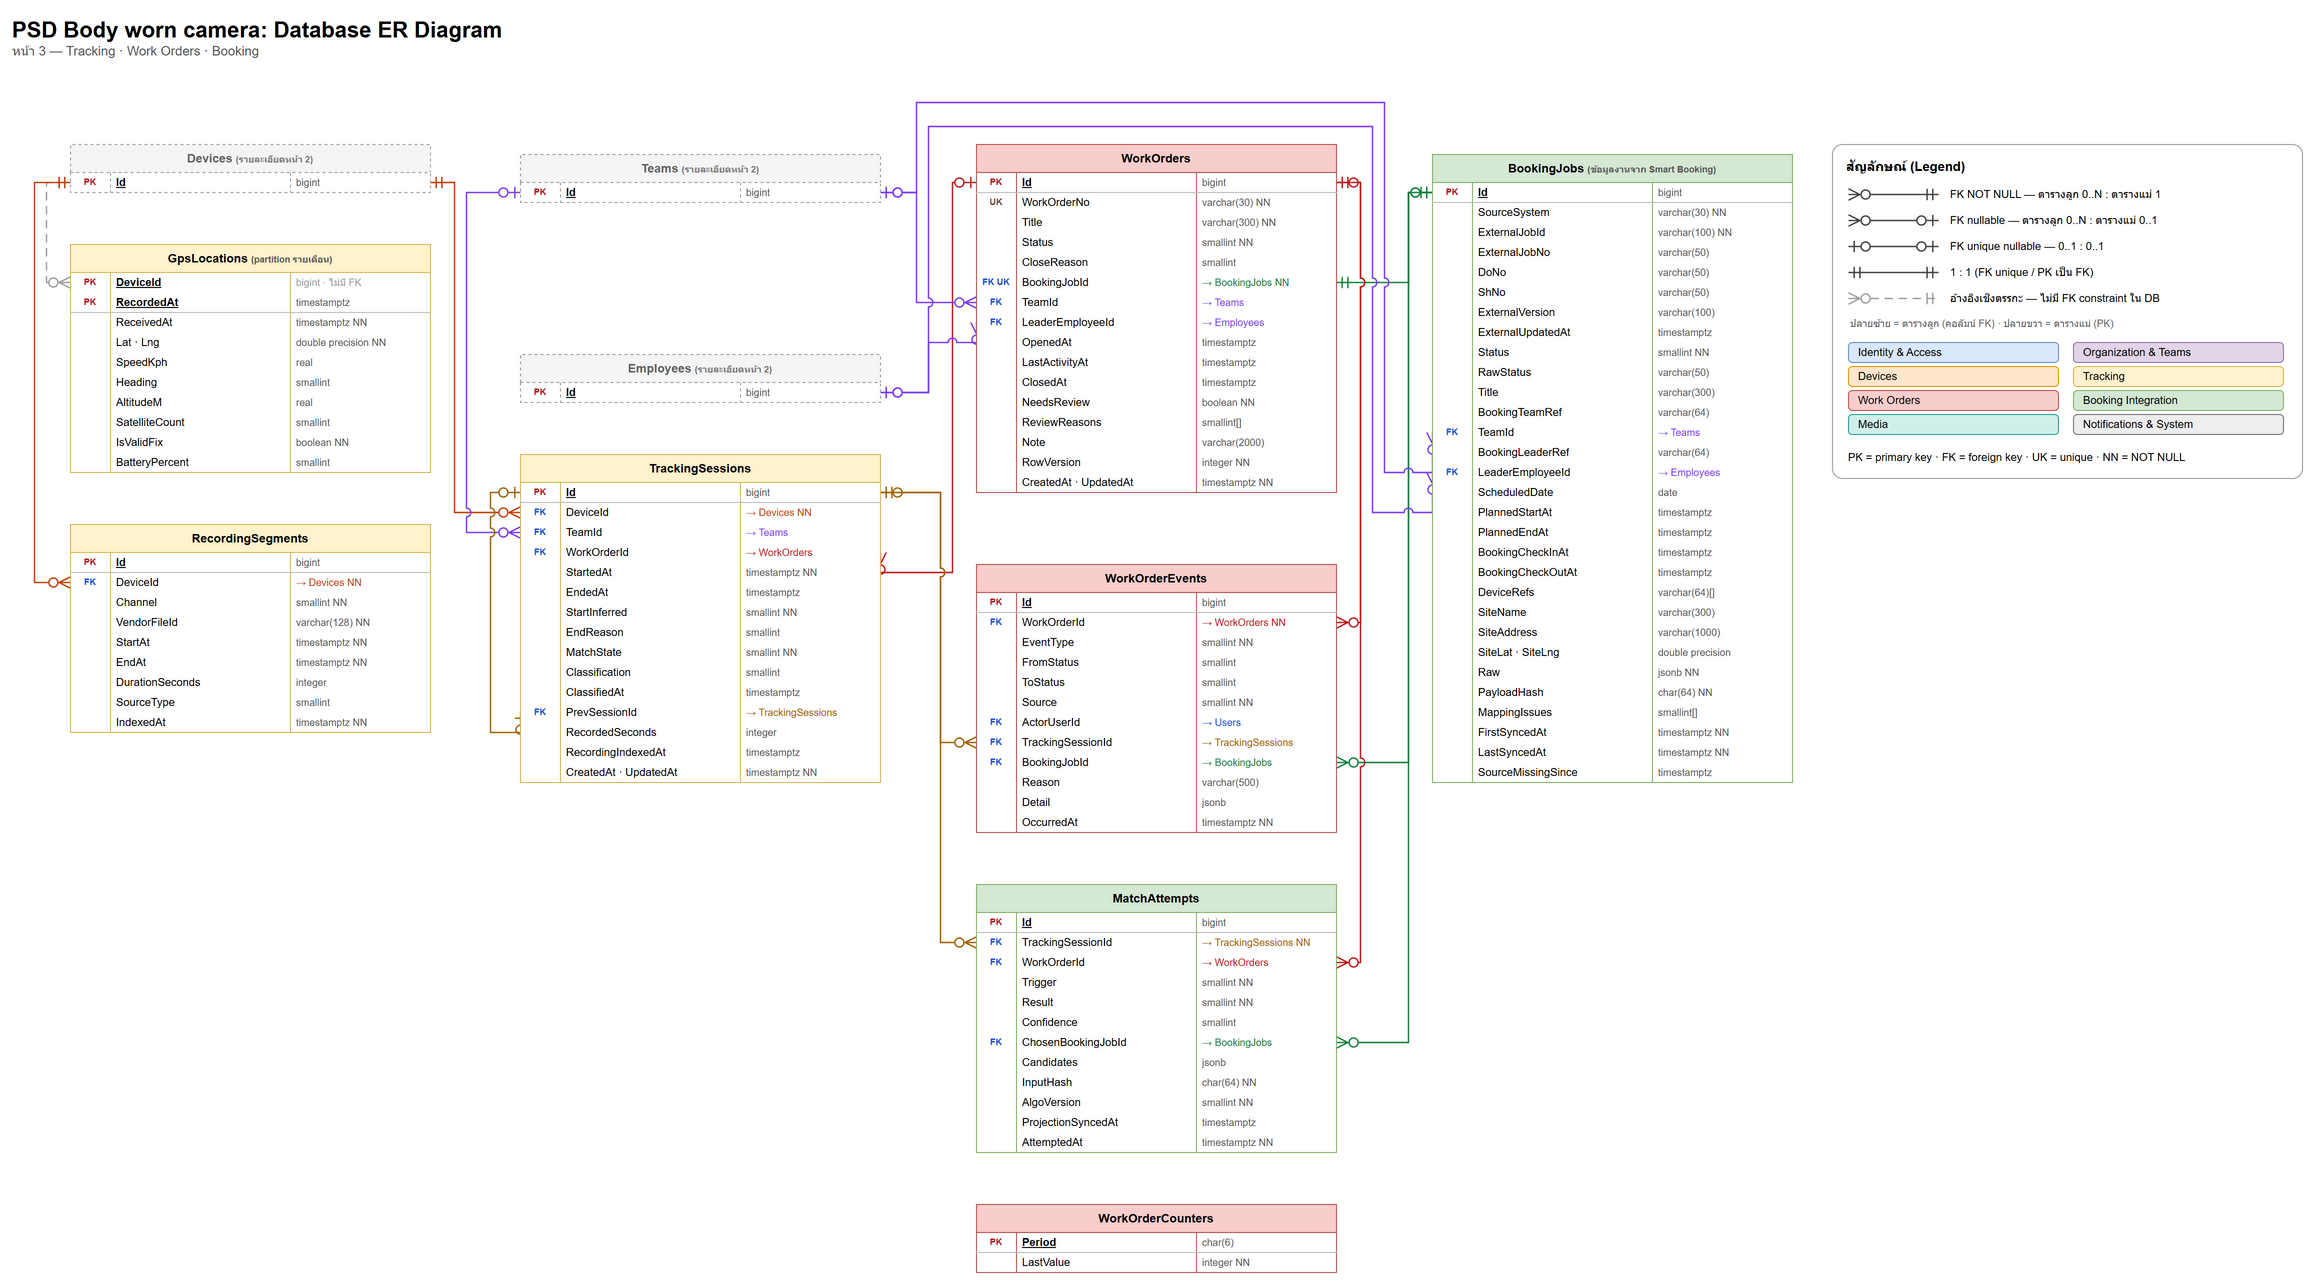 PSD Body worn camera: Database ER Diagram
หน้า 3 — Tracking · Work Orders · Booking
Devices (รายละเอียดหน้า 2)
PK Id bigint
GpsLocations (partition รายเดือน)
PK DeviceId bigint · ไม่มี FK
PK RecordedAt timestamptz
ReceivedAt timestamptz NN
Lat · Lng double precision NN
SpeedKph real
Heading smallint
AltitudeM real
SatelliteCount smallint
IsValidFix boolean NN
BatteryPercent smallint
RecordingSegments
PK Id bigint
FK DeviceId → Devices NN
Channel smallint NN
VendorFileId varchar(128) NN
StartAt timestamptz NN
EndAt timestamptz NN
DurationSeconds integer
SourceType smallint
IndexedAt timestamptz NN
Teams (รายละเอียดหน้า 2)
PK Id bigint
Employees (รายละเอียดหน้า 2)
PK Id bigint
TrackingSessions
PK Id bigint
FK DeviceId → Devices NN
FK TeamId → Teams
FK WorkOrderId → WorkOrders
StartedAt timestamptz NN
EndedAt timestamptz
StartInferred smallint NN
EndReason smallint
MatchState smallint NN
Classification smallint
ClassifiedAt timestamptz
FK PrevSessionId → TrackingSessions
RecordedSeconds integer
RecordingIndexedAt timestamptz
CreatedAt · UpdatedAt timestamptz NN
WorkOrders
PK Id bigint
UK WorkOrderNo varchar(30) NN
Title varchar(300) NN
Status smallint NN
CloseReason smallint
FK UK BookingJobId → BookingJobs NN
FK TeamId → Teams
FK LeaderEmployeeId → Employees
OpenedAt timestamptz
LastActivityAt timestamptz
ClosedAt timestamptz
NeedsReview boolean NN
ReviewReasons smallint[]
Note varchar(2000)
RowVersion integer NN
CreatedAt · UpdatedAt timestamptz NN
WorkOrderEvents
PK Id bigint
FK WorkOrderId → WorkOrders NN
EventType smallint NN
FromStatus smallint
ToStatus smallint
Source smallint NN
FK ActorUserId → Users
FK TrackingSessionId → TrackingSessions
FK BookingJobId → BookingJobs
Reason varchar(500)
Detail jsonb
OccurredAt timestamptz NN
MatchAttempts
PK Id bigint
FK TrackingSessionId → TrackingSessions NN
FK WorkOrderId → WorkOrders
Trigger smallint NN
Result smallint NN
Confidence smallint
FK ChosenBookingJobId → BookingJobs
Candidates jsonb
InputHash char(64) NN
AlgoVersion smallint NN
ProjectionSyncedAt timestamptz
AttemptedAt timestamptz NN
WorkOrderCounters
PK Period char(6)
LastValue integer NN
BookingJobs (ข้อมูลงานจาก Smart Booking)
PK Id bigint
SourceSystem varchar(30) NN
ExternalJobId varchar(100) NN
ExternalJobNo varchar(50)
DoNo varchar(50)
ShNo varchar(50)
ExternalVersion varchar(100)
ExternalUpdatedAt timestamptz
Status smallint NN
RawStatus varchar(50)
Title varchar(300)
BookingTeamRef varchar(64)
FK TeamId → Teams
BookingLeaderRef varchar(64)
FK LeaderEmployeeId → Employees
ScheduledDate date
PlannedStartAt timestamptz
PlannedEndAt timestamptz
BookingCheckInAt timestamptz
BookingCheckOutAt timestamptz
DeviceRefs varchar(64)[]
SiteName varchar(300)
SiteAddress varchar(1000)
SiteLat · SiteLng double precision
Raw jsonb NN
PayloadHash char(64) NN
MappingIssues smallint[]
FirstSyncedAt timestamptz NN
LastSyncedAt timestamptz NN
SourceMissingSince timestamptz
สัญลักษณ์ (Legend)
FK NOT NULL — ตารางลูก 0..N : ตารางแม่ 1
FK nullable — ตารางลูก 0..N : ตารางแม่ 0..1
FK unique nullable — 0..1 : 0..1
1 : 1 (FK unique / PK เป็น FK)
อ้างอิงเชิงตรรกะ — ไม่มี FK constraint ใน DB
ปลายซ้าย = ตารางลูก (คอลัมน์ FK) · ปลายขวา = ตารางแม่ (PK)
Identity & Access Organization & Teams
Devices Tracking
Work Orders Booking Integration
Media Notifications & System
PK = primary key · FK = foreign key · UK = unique · NN = NOT NULL